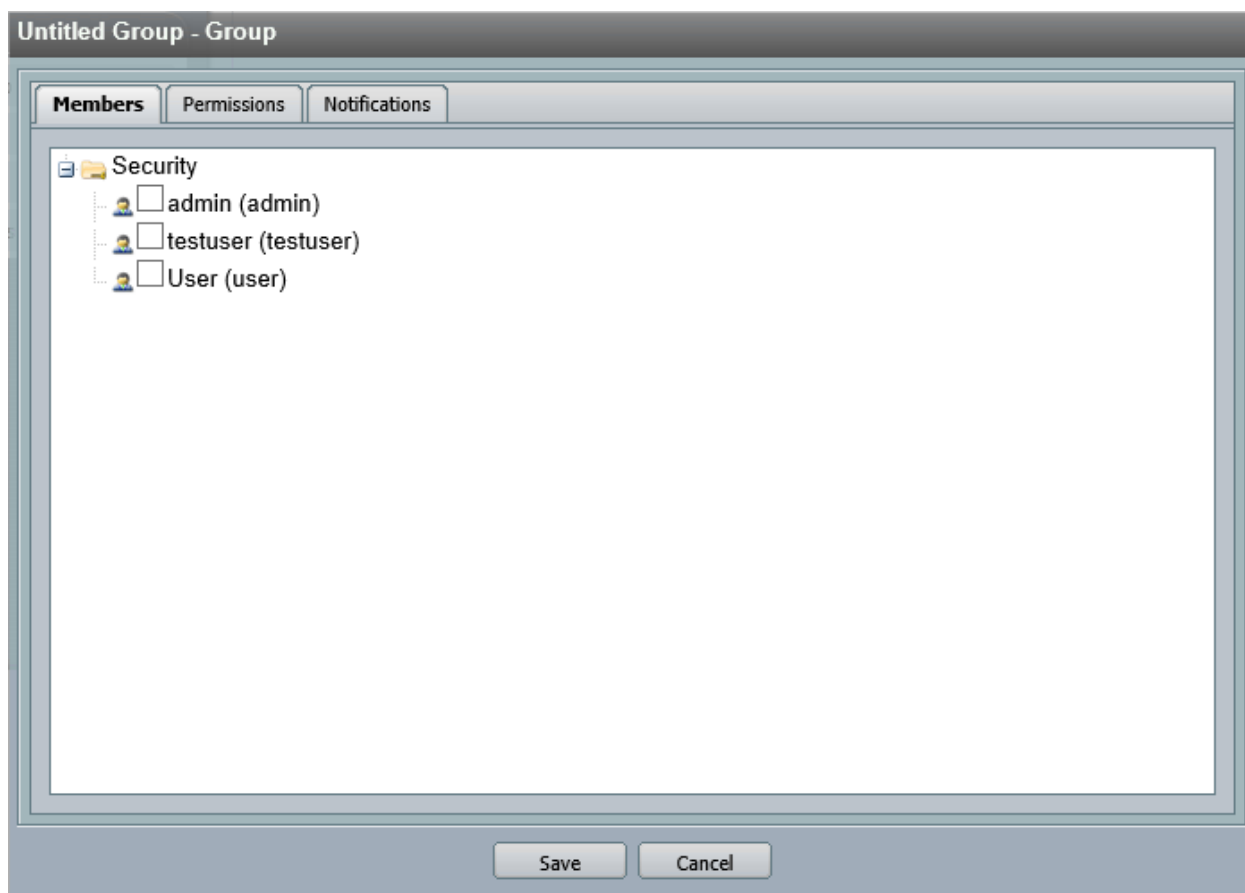 Untitled Group - Group
Members Permissions Notifications
Security
admin (admin)
testuser (testuser)
User (user)
Save Cancel